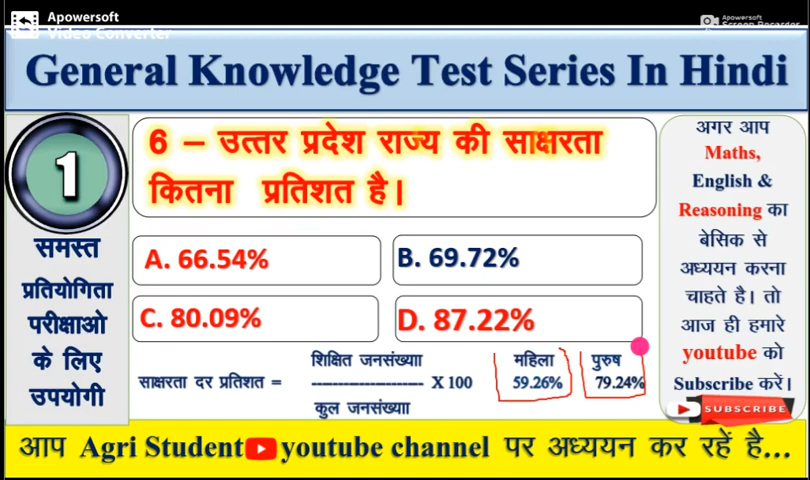 Apowersoft
Video Converter
Apowersoft
Screen Recorder
General Knowledge Test Series In Hindi
1
समस्त
प्रतियोगिता
परीक्षाओ
के लिए
उपयोगी
6 – उत्तर प्रदेश राज्य की साक्षरता
कितना प्रतिशत है।
A. 66.54%
B. 69.72%
C. 80.09%
D. 87.22%
साक्षरता दर प्रतिशत =
शिक्षित जनसंख्याा
--------------------
कुल जनसंख्याा
X 100
महिला
59.26%
पुरुष
79.24%
अगर आप
Maths,
English &
Reasoning का
बेसिक से
अध्ययन करना
चाहते है। तो
आज ही हमारे
youtube को
Subscribe करें।
SUBSCRIBE
आप Agri Student youtube channel पर अध्ययन कर रहें है...